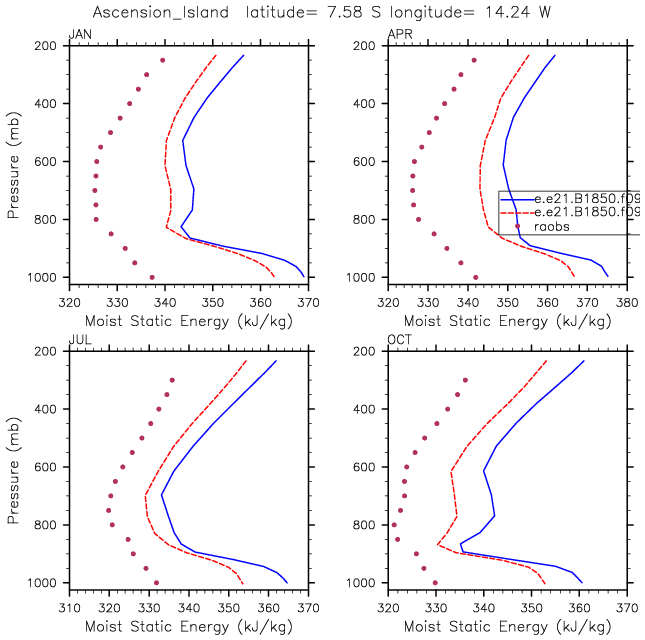 Ascension_Island latitude= 7.58 S longitude= 14.24 W
JAN
APR
Pressure (mb)
200
400
600
800
1000
320 330 340 350 360 370
Moist Static Energy (kJ/kg)
200
400
600
800
1000
320 330 340 350 360 370 380
Moist Static Energy (kJ/kg)
e.e21.B1850.f09
e.e21.B1850.f09
raobs
JUL
OCT
Pressure (mb)
200
400
600
800
1000
310 320 330 340 350 360 370
Moist Static Energy (kJ/kg)
200
400
600
800
1000
320 330 340 350 360 370
Moist Static Energy (kJ/kg)